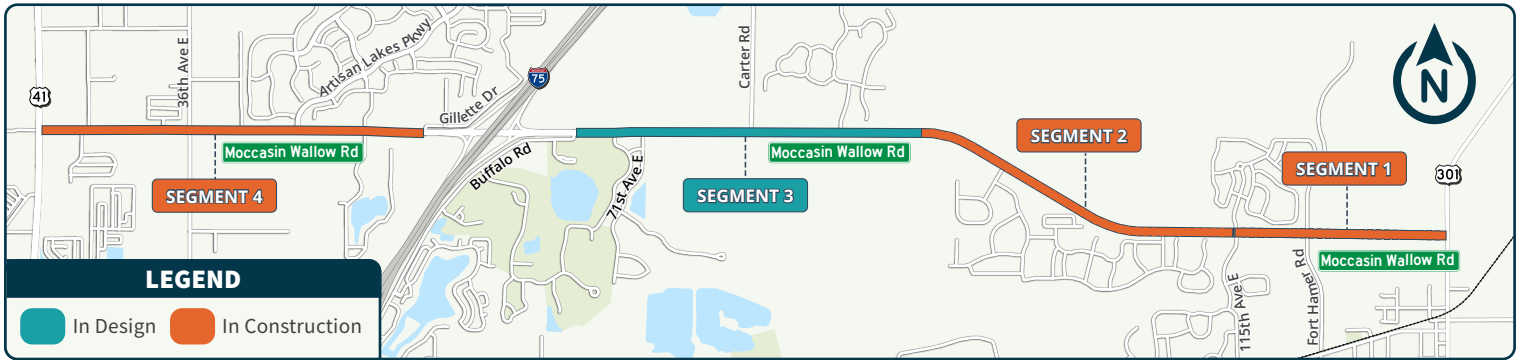 41
36th Ave E
Artisan Lakes Pkwy
Gillette Dr
75
Carter Rd
N
Moccasin Wallow Rd
Buffalo Rd
71st Ave E
Moccasin Wallow Rd
SEGMENT 4
SEGMENT 3
SEGMENT 2
SEGMENT 1
301
Moccasin Wallow Rd
115th Ave E
Fort Hamer Rd
LEGEND
In Design
In Construction